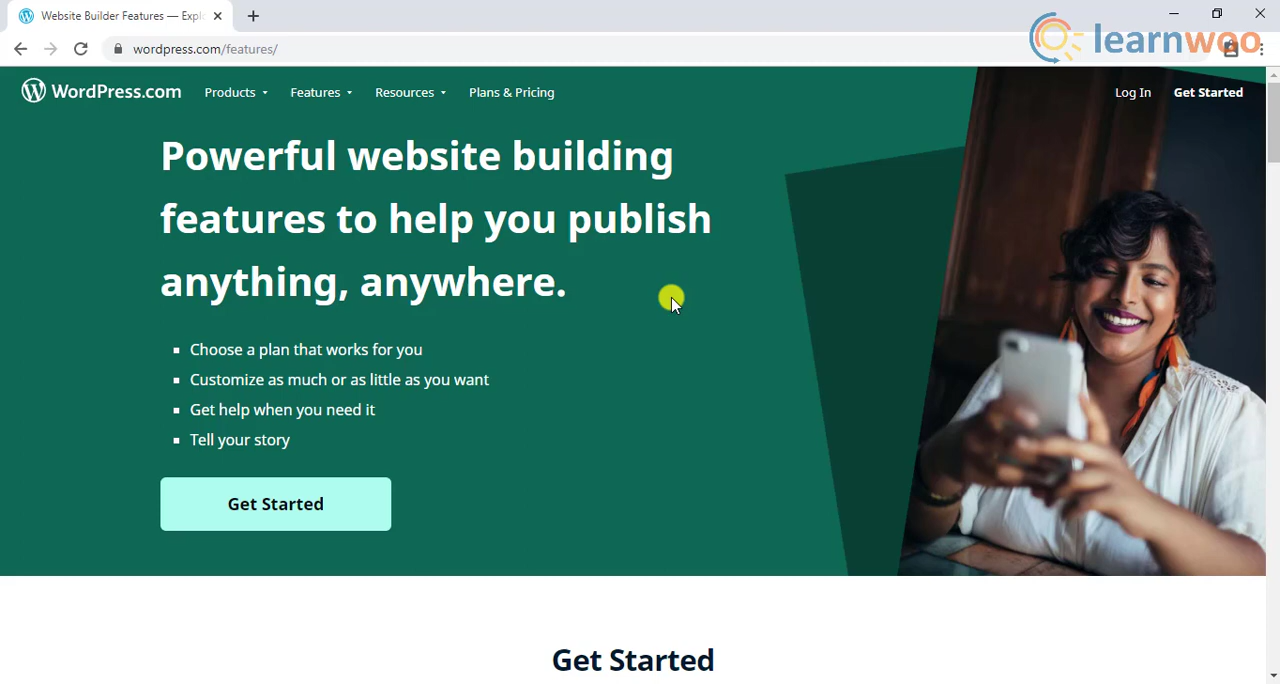 Website Builder Features — Expl
wordpress.com/features/
learnwoo
WordPress.com Products Features Resources Plans & Pricing Log In Get Started
Powerful website building
features to help you publish
anything, anywhere.
Choose a plan that works for you
Customize as much or as little as you want
Get help when you need it
Tell your story
Get Started
Get Started